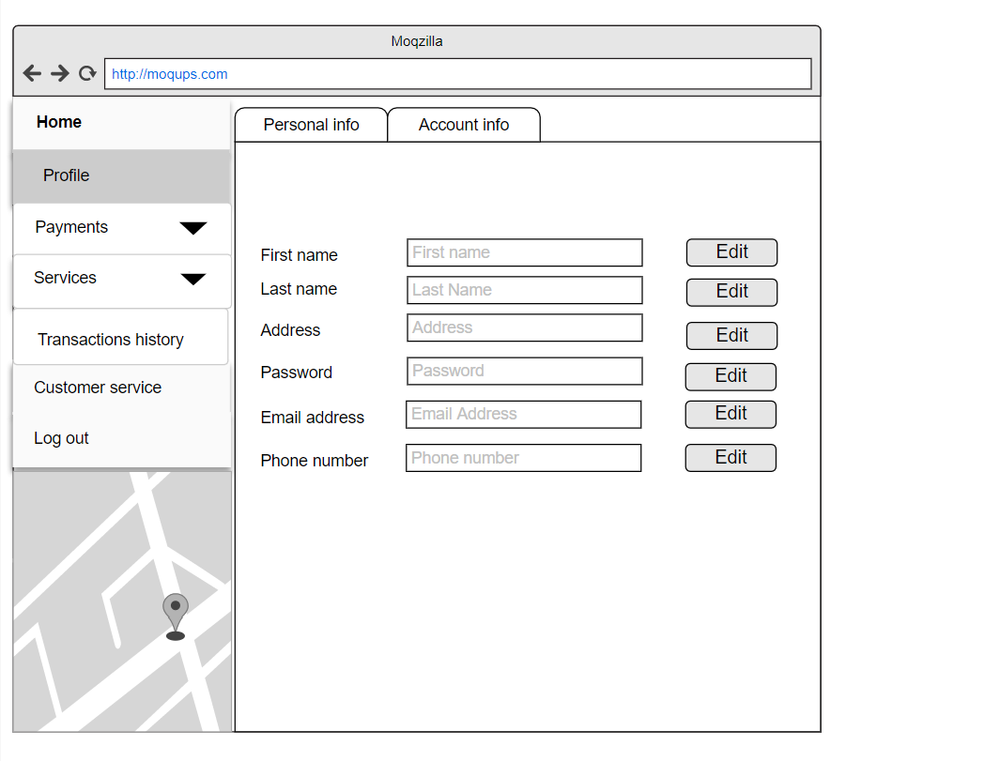 Moqzilla
http://moqups.com
Home
Profile
Payments
Services
Transactions history
Customer service
Log out
Personal info
Account info
First name
First name
Edit
Last name
Last Name
Edit
Address
Address
Edit
Password
Password
Edit
Email address
Email Address
Edit
Phone number
Phone number
Edit